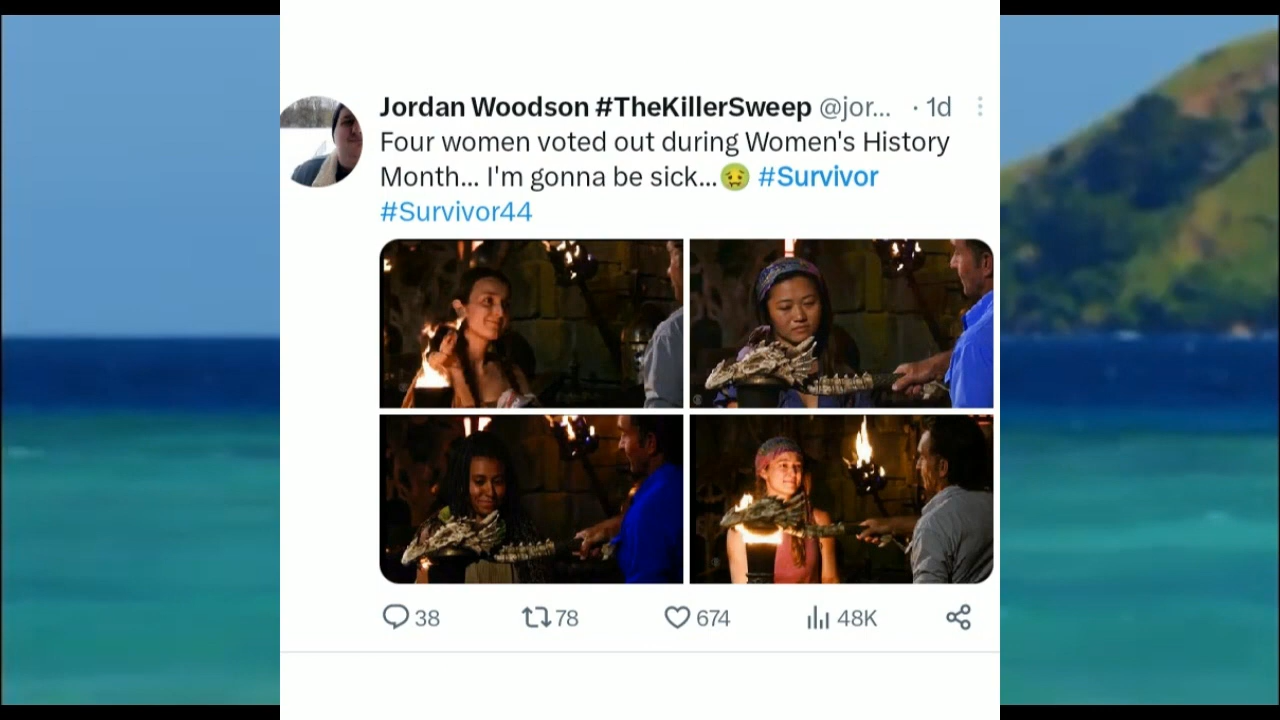 Jordan Woodson #TheKillerSweep @jor... · 1d
Four women voted out during Women's History
Month... I'm gonna be sick...🤢 #Survivor
#Survivor44
38 78 674 48K